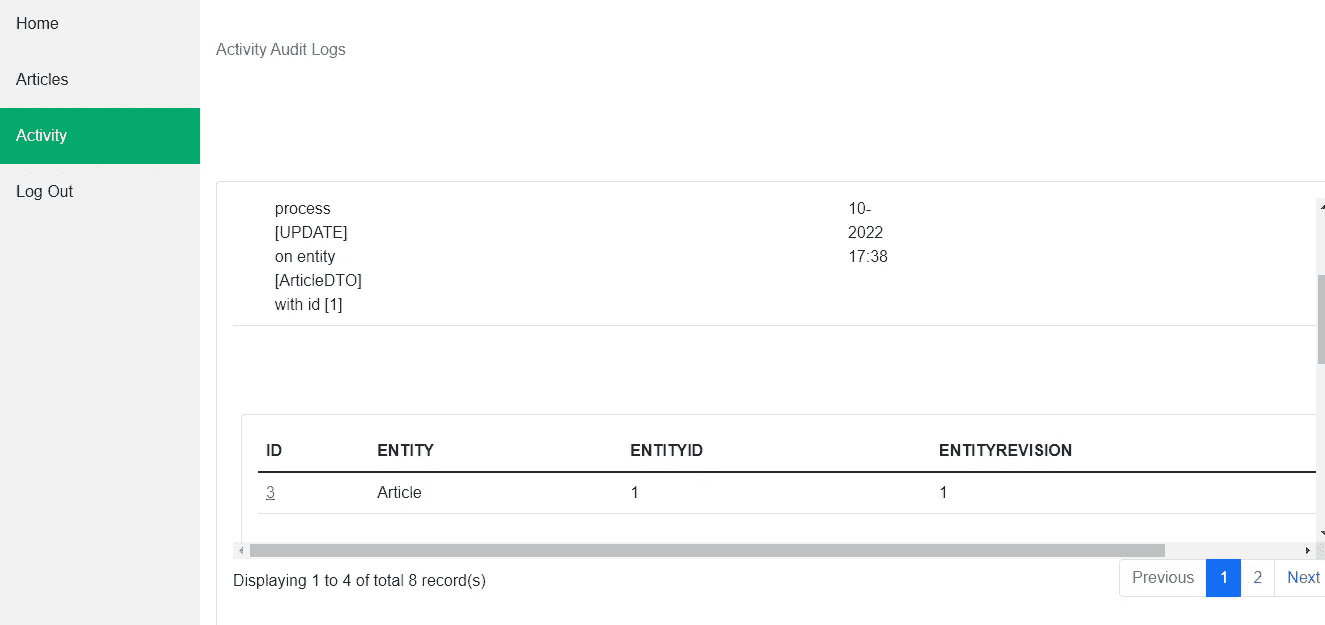 Home
Articles
Activity
Log Out
Activity Audit Logs
process
[UPDATE]
on entity
[ArticleDTO]
with id [1]
10-
2022
17:38
ID ENTITY ENTITYID ENTITYREVISION
3 Article 1 1
Displaying 1 to 4 of total 8 record(s)
Previous 1 2 Next